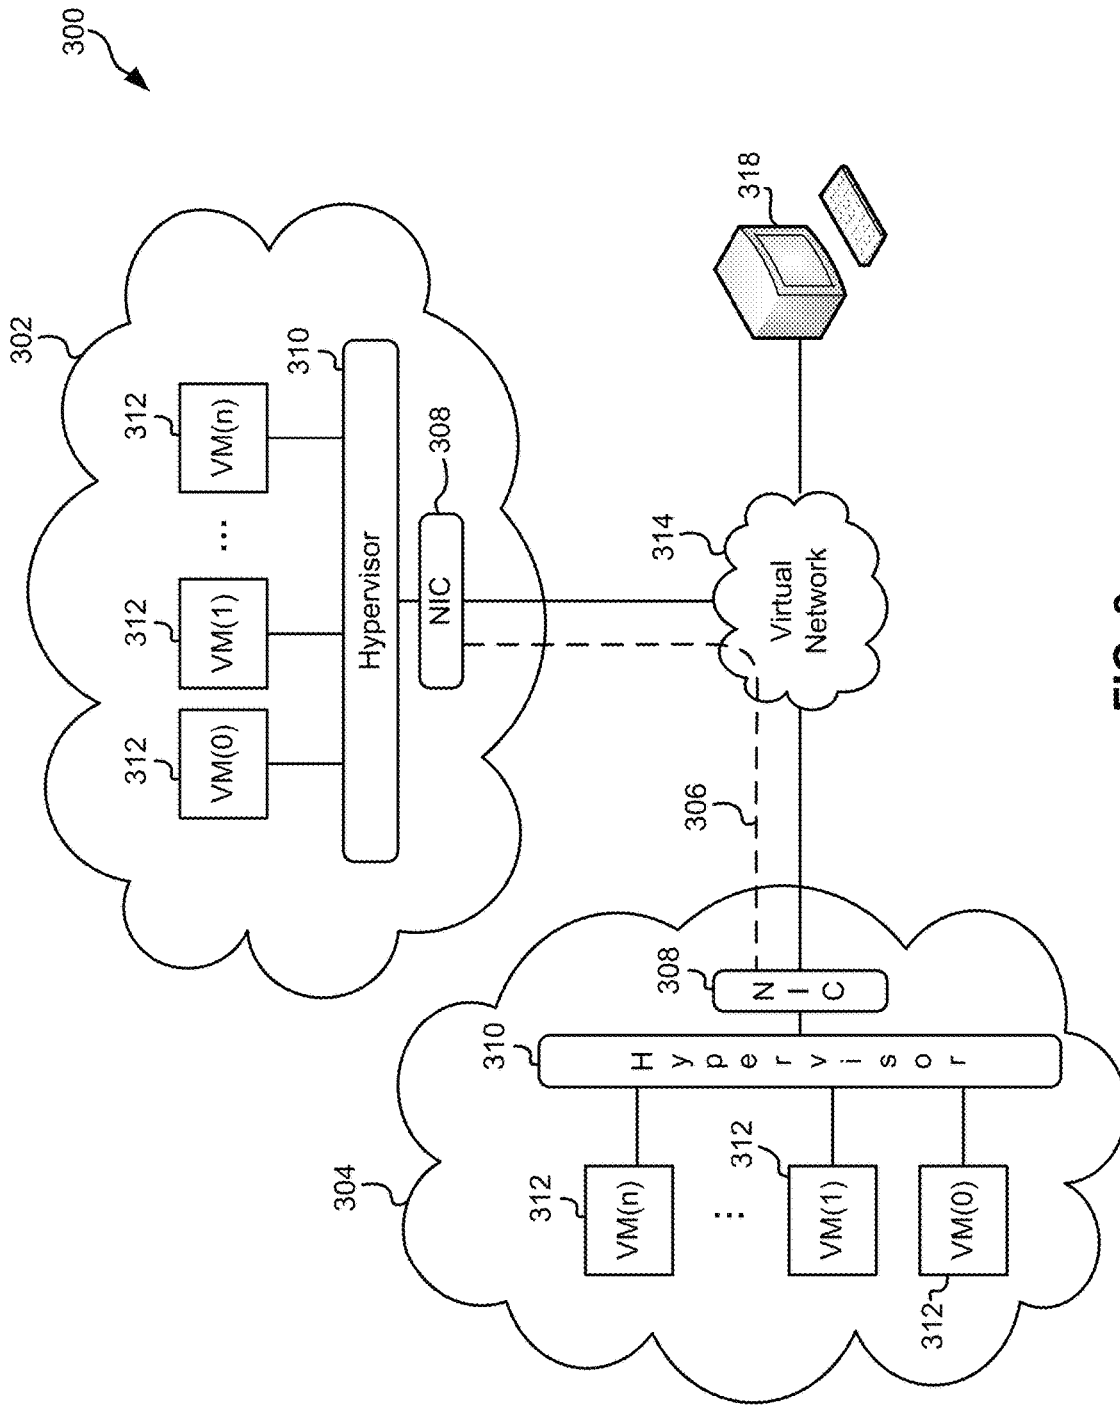 300
302
312
312
312
VM(0)
VM(1)
...
VM(n)
310
Hypervisor
308
NIC
304
310
Hypervisor
312
VM(n)
...
312
VM(1)
312
VM(0)
308
NIC
306
314
Virtual
Network
318
FIG.